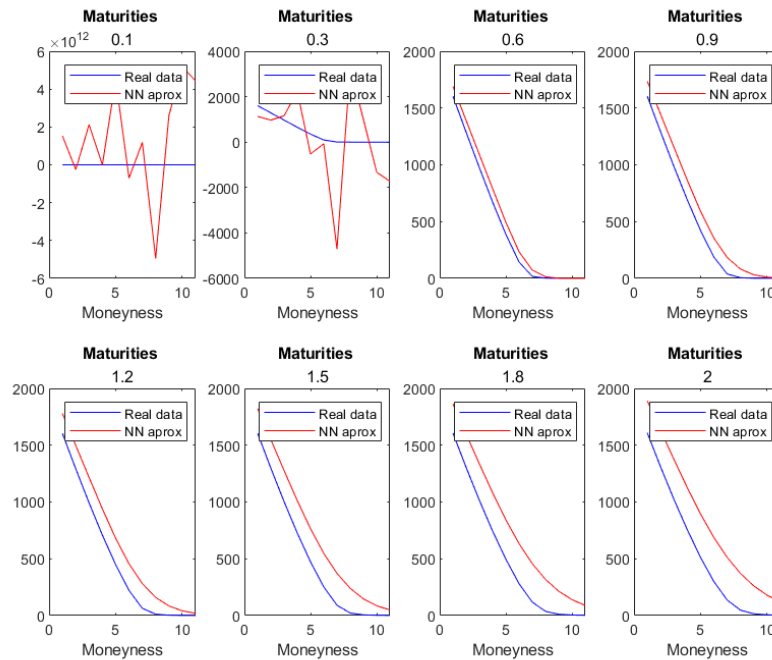 Maturities
0.1
×10^12
6
4
2
0
-2
-4
-6
0
5
10
Real data
NN aprox
Moneyness
Maturities
0.3
4000
2000
0
-2000
-4000
-6000
0
5
10
Real data
NN aprox
Moneyness
Maturities
0.6
2000
1500
1000
500
0
0
5
10
Real data
NN aprox
Moneyness
Maturities
0.9
2000
1500
1000
500
0
0
5
10
Real data
NN aprox
Moneyness
Maturities
1.2
2000
1500
1000
500
0
0
5
10
Real data
NN aprox
Moneyness
Maturities
1.5
2000
1500
1000
500
0
0
5
10
Real data
NN aprox
Moneyness
Maturities
1.8
2000
1500
1000
500
0
0
5
10
Real data
NN aprox
Moneyness
Maturities
2
2000
1500
1000
500
0
0
5
10
Real data
NN aprox
Moneyness